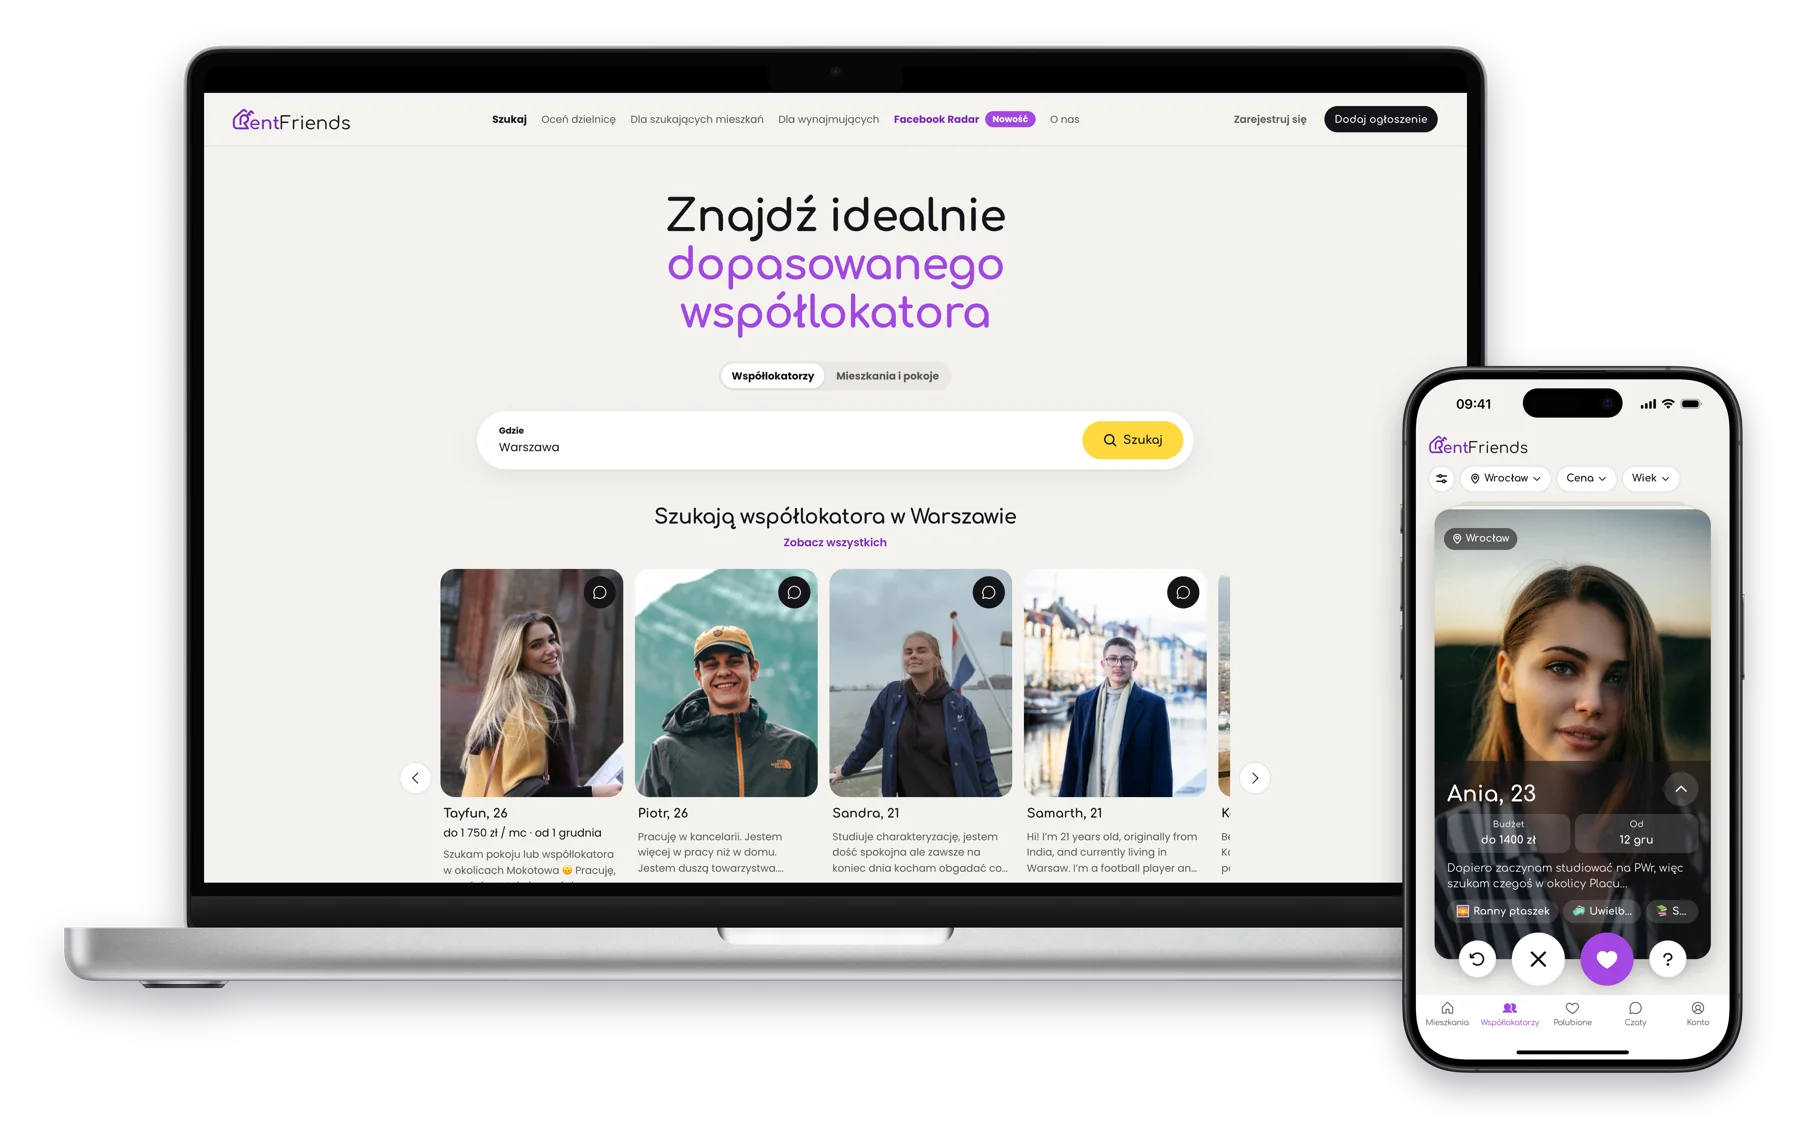 RentFriends
Szukaj Oceń dzielnicę Dla szukających mieszkań Dla wynajmujących Facebook Radar Nowość O nas
Zarejestruj się Dodaj ogłoszenie
Znajdź idealnie
dopasowanego
współlokatora
Współlokatorzy Mieszkania i pokoje
Gdzie
Warszawa
Szukaj
Szukają współlokatora w Warszawie
Zobacz wszystkich
Tayfun, 26
do 1 750 zł / mc · od 1 grudnia
Szukam pokoju lub współlokatora
w okolicach Mokotowa 😊 Pracuję,
Piotr, 26
Pracuję w kancelarii. Jestem
więcej w pracy niż w domu.
Jestem duszą towarzystwa....
Sandra, 21
Studiuje charakteryzację, jestem
dość spokojna ale zawsze na
koniec dnia kocham obgadać co...
Samarth, 21
Hi! I'm 21 years old, originally from
India, and currently living in
Warsaw. I'm a football player an...
09:41
RentFriends
Wrocław Cena Wiek
Wrocław
Ania, 23
Budżet
do 1400 zł
Od
12 gru
Dopiero zaczynam studiować na PWr, więc
szukam czegoś w okolicy Placu...
Ranny ptaszek Uwielb... S...
?
Mieszkania Współlokatorzy Polubione Czaty Konto